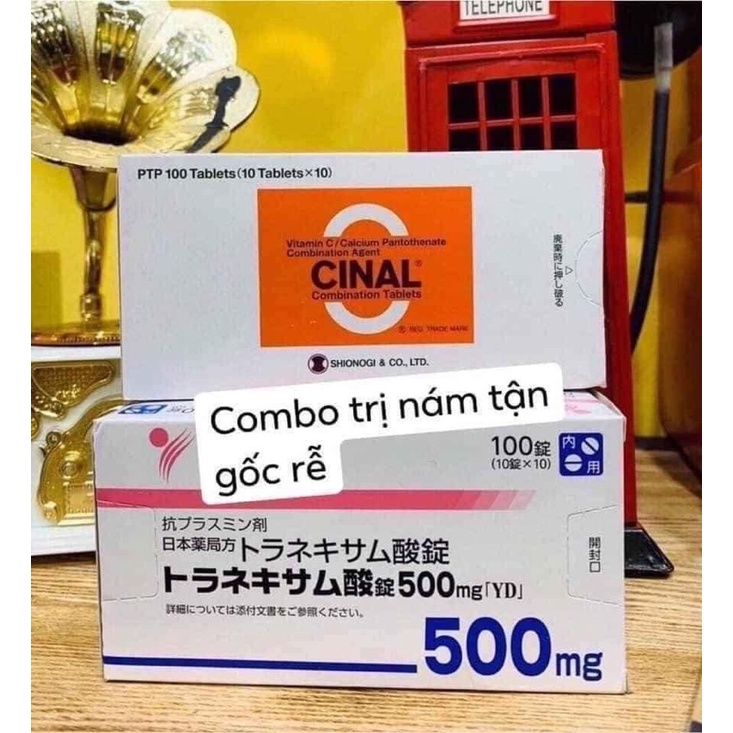 TELEPHONE
PTP 100 Tablets(10 Tablets×10)
Vitamin C/Calcium Pantothenate
Combination Agent
CINAL®
Combination Tablets
® REG. TRADE MARK
SHIONOGI & CO., LTD.
廃棄時に押し破る
Combo trị nám tận
gốc rễ
100錠
(10錠×10)
内
用
抗プラスミン剤
日本薬局方 トラネキサム酸錠
トラネキサム酸錠500mg「YD」
詳細については添付文書をご参照ください。
開封口
500mg